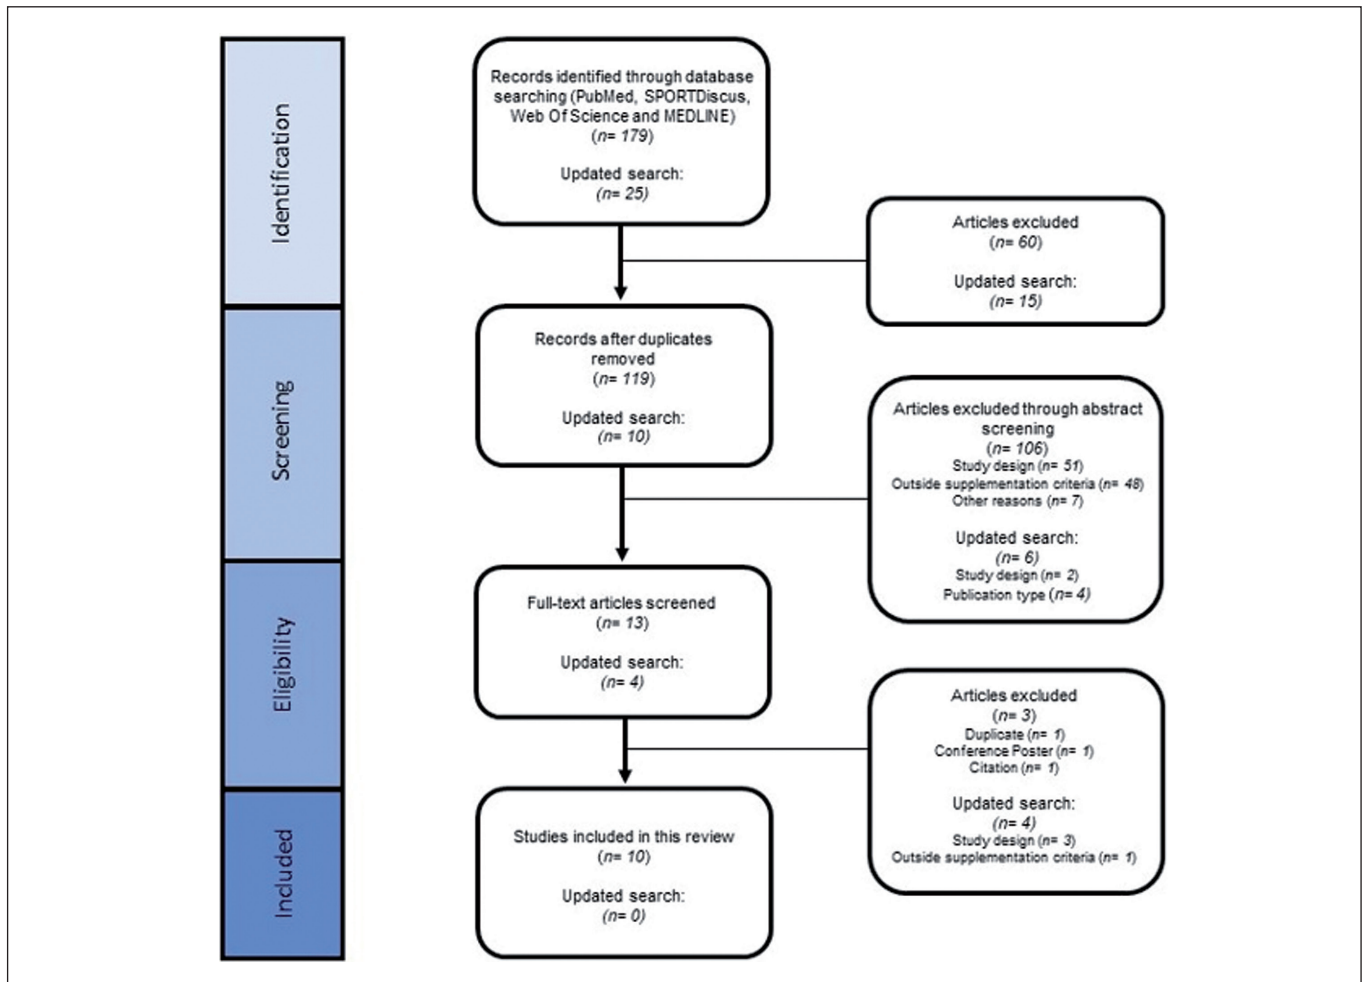 Identification
Records identified through database
searching (PubMed, SPORTDiscus,
Web Of Science and MEDLINE)
(n= 179)
Updated search:
(n= 25)
Articles excluded
(n= 60)
Updated search:
(n= 15)
Screening
Records after duplicates
removed
(n= 119)
Updated search:
(n= 10)
Articles excluded through abstract
screening
(n= 106)
Study design (n= 51)
Outside supplementation criteria (n= 48)
Other reasons (n= 7)
Updated search:
(n= 6)
Study design (n= 2)
Publication type (n= 4)
Eligibility
Full-text articles screened
(n= 13)
Updated search:
(n= 4)
Articles excluded
(n= 3)
Duplicate (n= 1)
Conference Poster (n= 1)
Citation (n= 1)
Updated search:
(n= 4)
Study design (n= 3)
Outside supplementation criteria (n= 1)
Included
Studies included in this review
(n= 10)
Updated search:
(n= 0)